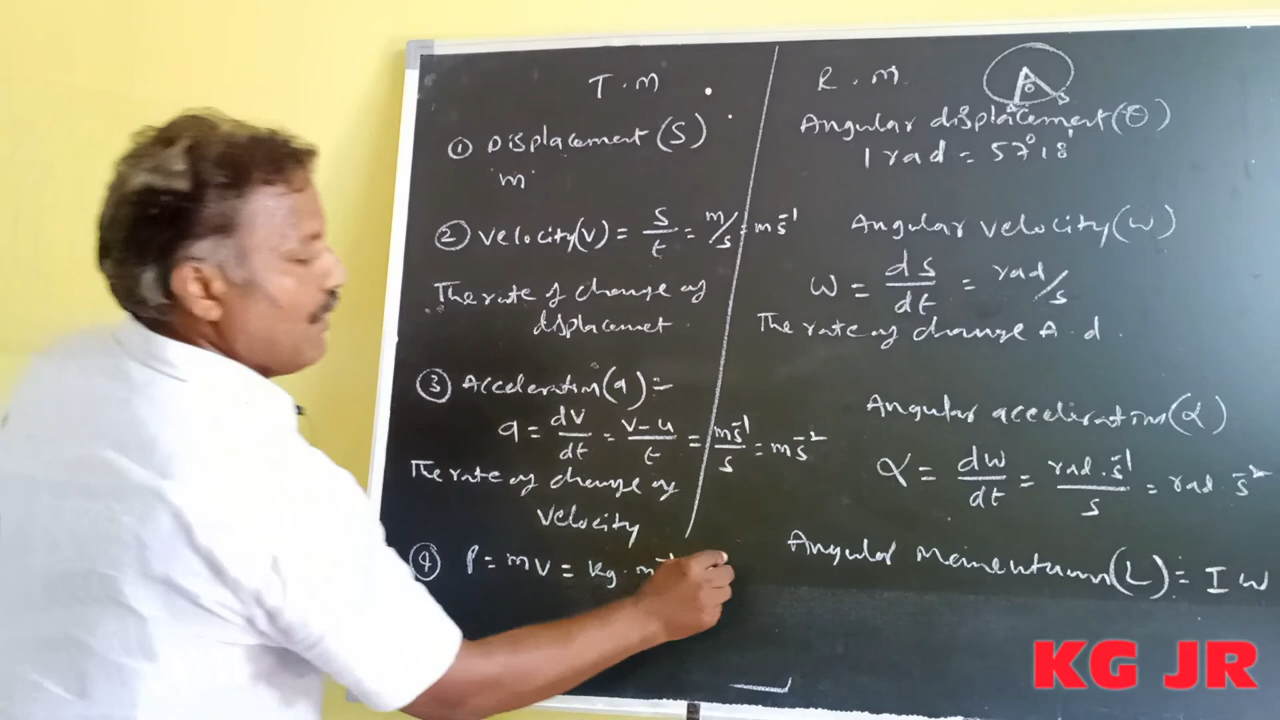 T.m
① Displacement (S)
m
② velocity(v) = s/t = m/s = ms⁻¹
The rate of change of
displacemet.
③ Acceleration(a) =
a = dv/dt = v-u/t = ms⁻¹/s = ms⁻²
The rate of change of
velocity
④ P = mv = kg.m
R.m.
A
θ
s
Angular displacement(θ)
1 rad = 57° 18'
Angular velocity(ω)
ω = ds/dt = rad/s
The rate of change A.d.
Angular acceleration(α)
α = dω/dt = rad.s⁻¹/s = rad.s⁻²
Angular Momentum(L) = I ω
KG JR